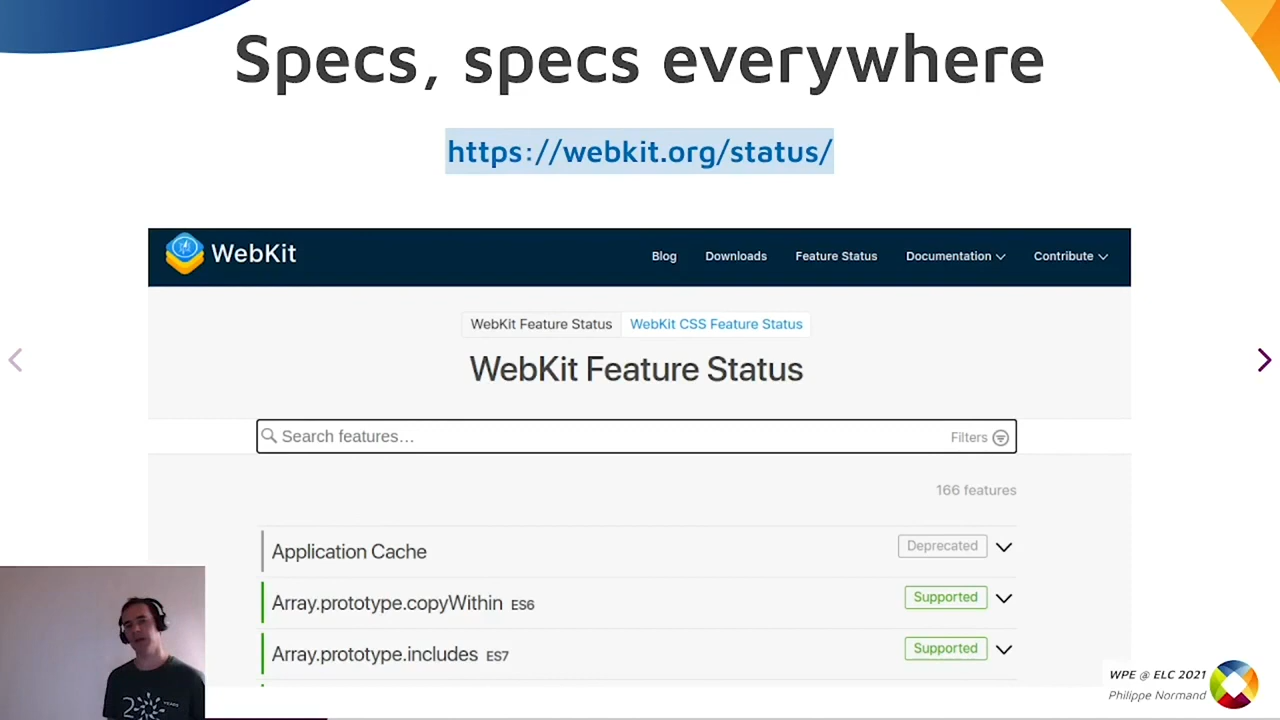 Specs, specs everywhere
https://webkit.org/status/
WebKit
Blog Downloads Feature Status Documentation Contribute
WebKit Feature Status WebKit CSS Feature Status
WebKit Feature Status
Search features… Filters
166 features
Application Cache Deprecated
Array.prototype.copyWithin ES6 Supported
Array.prototype.includes ES7 Supported
WPE @ ELC 2021
Philippe Normand
20 YEARS